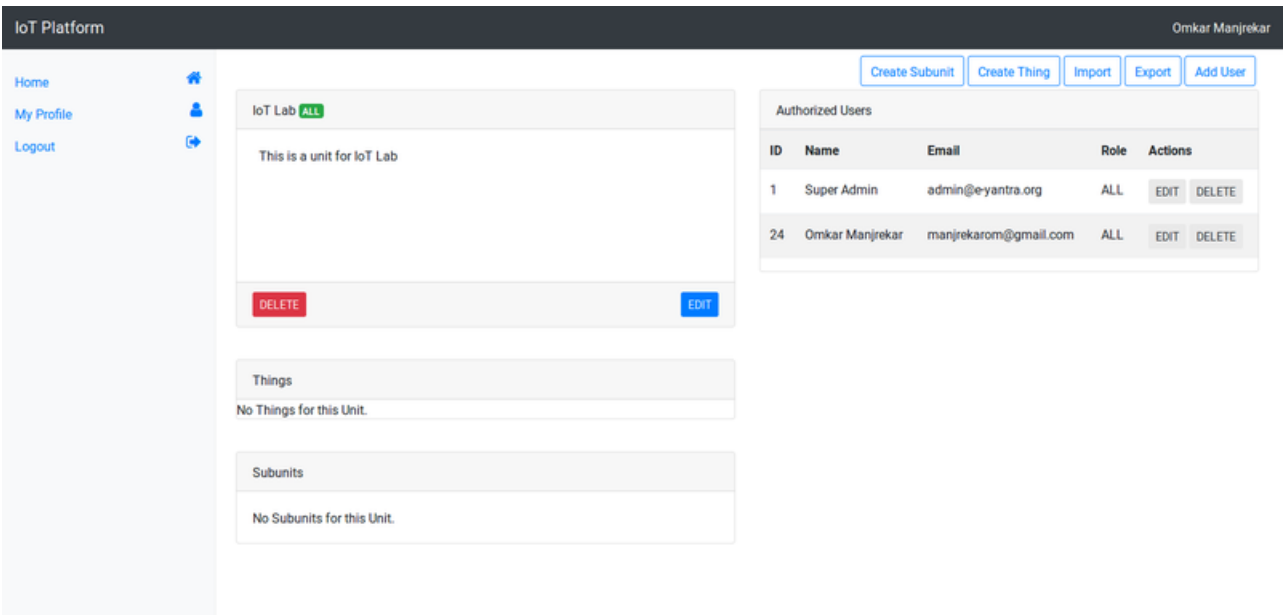 IoT Platform
Omkar Manjrekar
Home
My Profile
Logout
Create Subunit Create Thing Import Export Add User
IoT Lab ALL
This is a unit for IoT Lab
DELETE EDIT
Things
No Things for this Unit.
Subunits
No Subunits for this Unit.
Authorized Users
ID Name Email Role Actions
1 Super Admin admin@e-yantra.org ALL EDIT DELETE
24 Omkar Manjrekar manjrekarom@gmail.com ALL EDIT DELETE